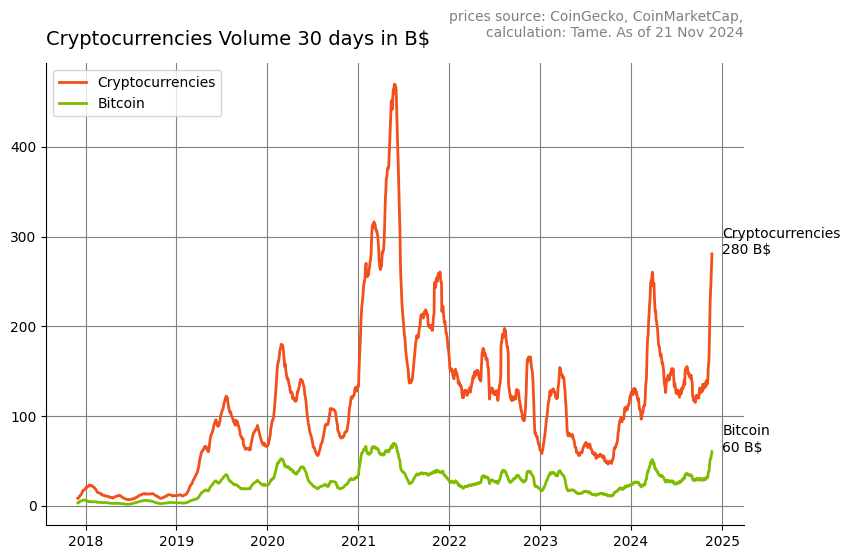 prices source: CoinGecko, CoinMarketCap,
calculation: Tame. As of 21 Nov 2024
Cryptocurrencies Volume 30 days in B$
Cryptocurrencies
Bitcoin
400
300
200
100
0
Cryptocurrencies
280 B$
Bitcoin
60 B$
2018 2019 2020 2021 2022 2023 2024 2025